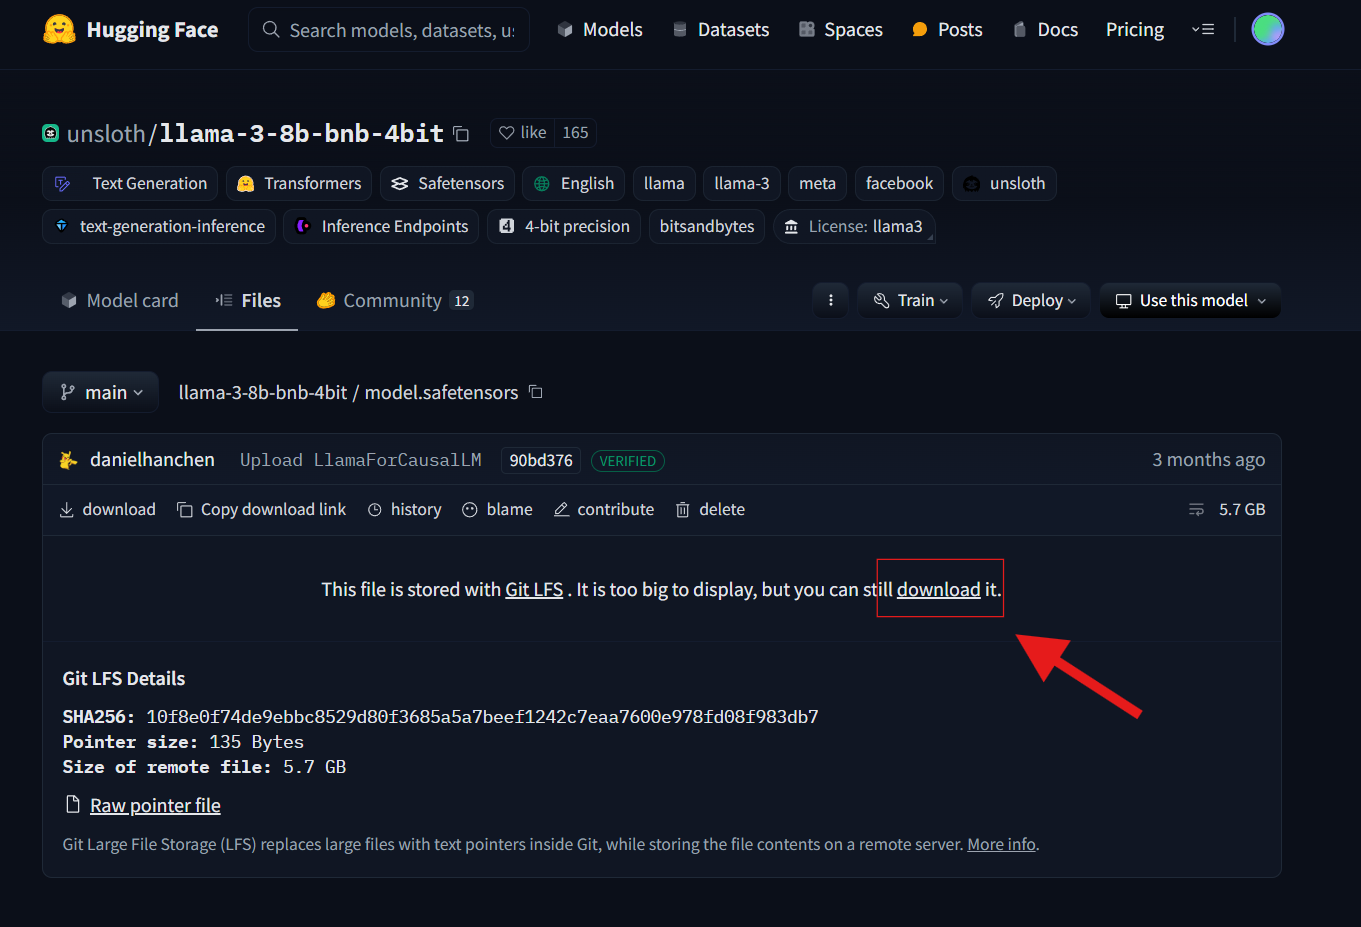 Hugging Face Search models, datasets, us Models Datasets Spaces Posts Docs Pricing
unsloth/llama-3-8b-bnb-4bit like 165
Text Generation Transformers Safetensors English llama llama-3 meta facebook unsloth
text-generation-inference Inference Endpoints 4 4-bit precision bitsandbytes License: llama3
Model card Files Community 12 Train Deploy Use this model
main llama-3-8b-bnb-4bit / model.safetensors
danielhanchen Upload LlamaForCausalLM 90bd376 VERIFIED 3 months ago
download Copy download link history blame contribute delete 5.7 GB
This file is stored with Git LFS . It is too big to display, but you can still download it.
Git LFS Details
SHA256: 10f8e0f74de9ebbc8529d80f3685a5a7beef1242c7eaa7600e978fd08f983db7
Pointer size: 135 Bytes
Size of remote file: 5.7 GB
Raw pointer file
Git Large File Storage (LFS) replaces large files with text pointers inside Git, while storing the file contents on a remote server. More info.